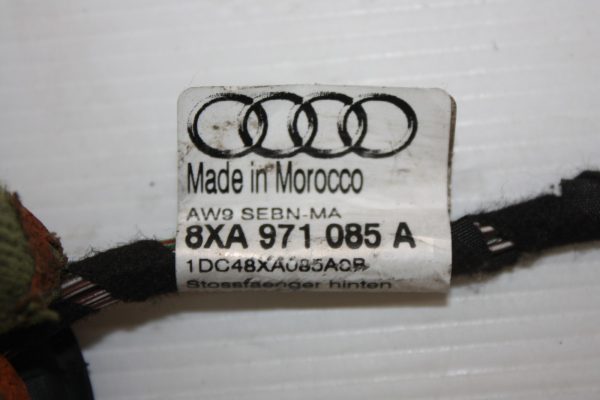 Made in Morocco
AW9 SEBN-MA
8XA 971 085 A
1DC48XA085A0B
Stossfaenger hinten